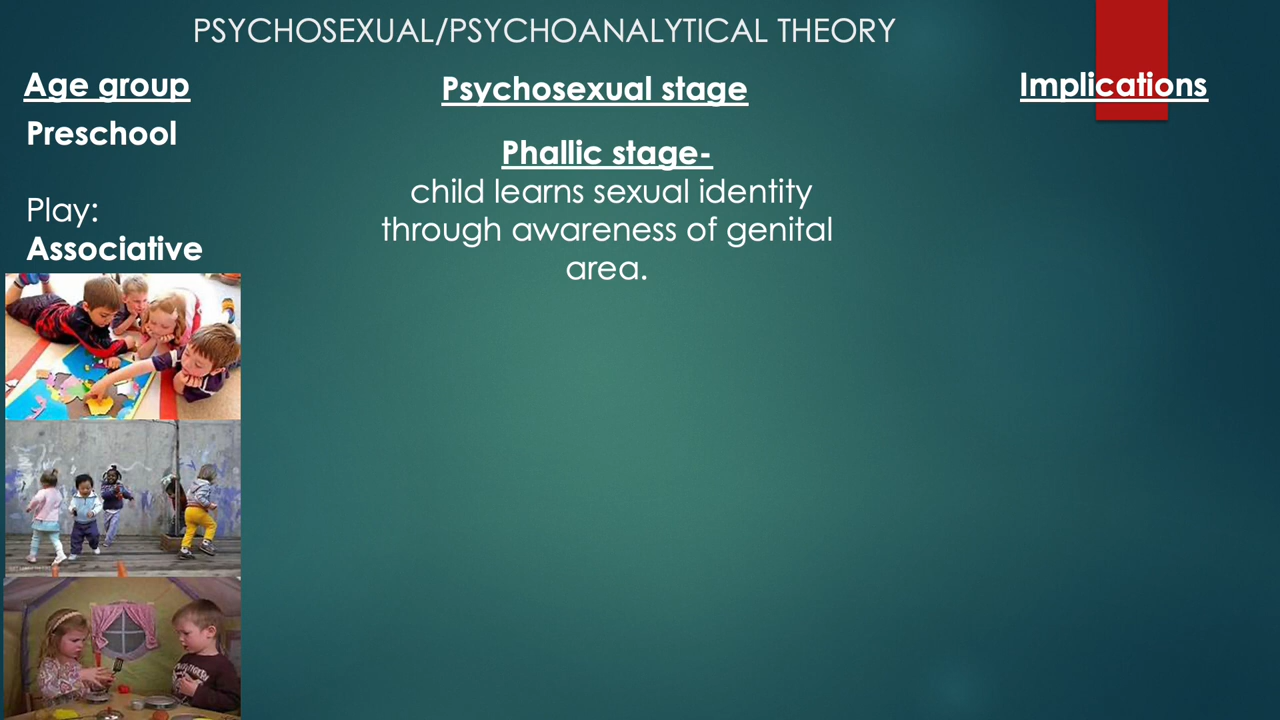 PSYCHOSEXUAL/PSYCHOANALYTICAL THEORY
Age group
Psychosexual stage
Implications
Preschool
Play:
Associative
Phallic stage-
child learns sexual identity
through awareness of genital
area.